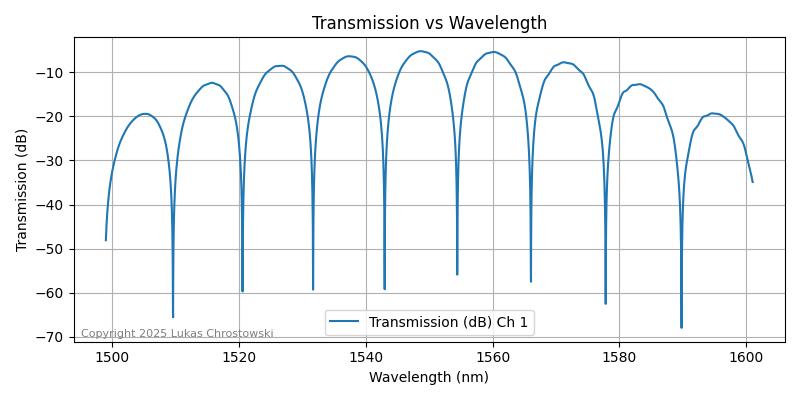 Transmission vs Wavelength
Transmission (dB)
−10
−20
−30
−40
−50
−60
−70
Copyright 2025 Lukas Chrostowski
Transmission (dB) Ch 1
1500 1520 1540 1560 1580 1600
Wavelength (nm)